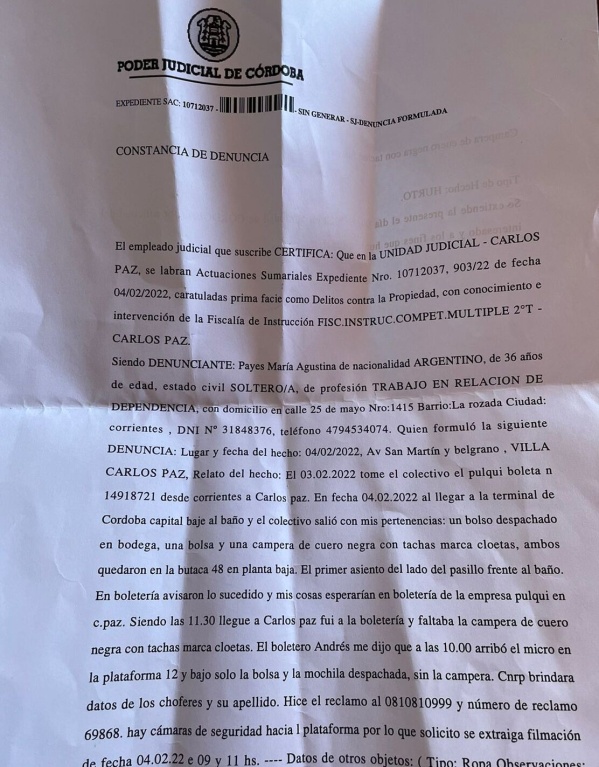 PODER JUDICIAL DE CÓRDOBA
EXPEDIENTE SAC: 10712037 - - SIN GENERAR - SJ-DENUNCIA FORMULADA
CONSTANCIA DE DENUNCIA
El empleado judicial que suscribe CERTIFICA: Que en la UNIDAD JUDICIAL - CARLOS
PAZ, se labran Actuaciones Sumariales Expediente Nro. 10712037, 903/22 de fecha
04/02/2022, caratuladas prima facie como Delitos contra la Propiedad, con conocimiento e
intervención de la Fiscalía de Instrucción FISC.INSTRUC.COMPET.MULTIPLE 2°T -
CARLOS PAZ.
Siendo DENUNCIANTE: Payes María Agustina de nacionalidad ARGENTINO, de 36 años
de edad, estado civil SOLTERO/A, de profesión TRABAJO EN RELACION DE
DEPENDENCIA, con domicilio en calle 25 de mayo Nro:1415 Barrio:La rozada Ciudad:
corrientes , DNI N° 31848376, teléfono 4794534074. Quien formuló la siguiente
DENUNCIA: Lugar y fecha del hecho: 04/02/2022, Av San Martín y belgrano , VILLA
CARLOS PAZ, Relato del hecho: El 03.02.2022 tome el colectivo el pulqui boleta n
14918721 desde corrientes a Carlos paz. En fecha 04.02.2022 al llegar a la terminal de
Cordoba capital baje al baño y el colectivo salió con mis pertenencias: un bolso despachado
en bodega, una bolsa y una campera de cuero negra con tachas marca cloetas, ambos
quedaron en la butaca 48 en planta baja. El primer asiento del lado del pasillo frente al baño.
En boletería avisaron lo sucedido y mis cosas esperarían en boletería de la empresa pulqui en
c.paz. Siendo las 11.30 llegue a Carlos paz fui a la boletería y faltaba la campera de cuero
negra con tachas marca cloetas. El boletero Andrés me dijo que a las 10.00 arribó el micro en
la plataforma 12 y bajo solo la bolsa y la mochila despachada, sin la campera. Cnrp brindara
datos de los choferes y su apellido. Hice el reclamo al 0810810999 y número de reclamo
69868. hay cámaras de seguridad hacia l plataforma por lo que solicito se extraiga filmación
de fecha 04.02.22 e 09 y 11 hs. ---- Datos de otros objetos: ( Tipo: Ropa Observaciones: